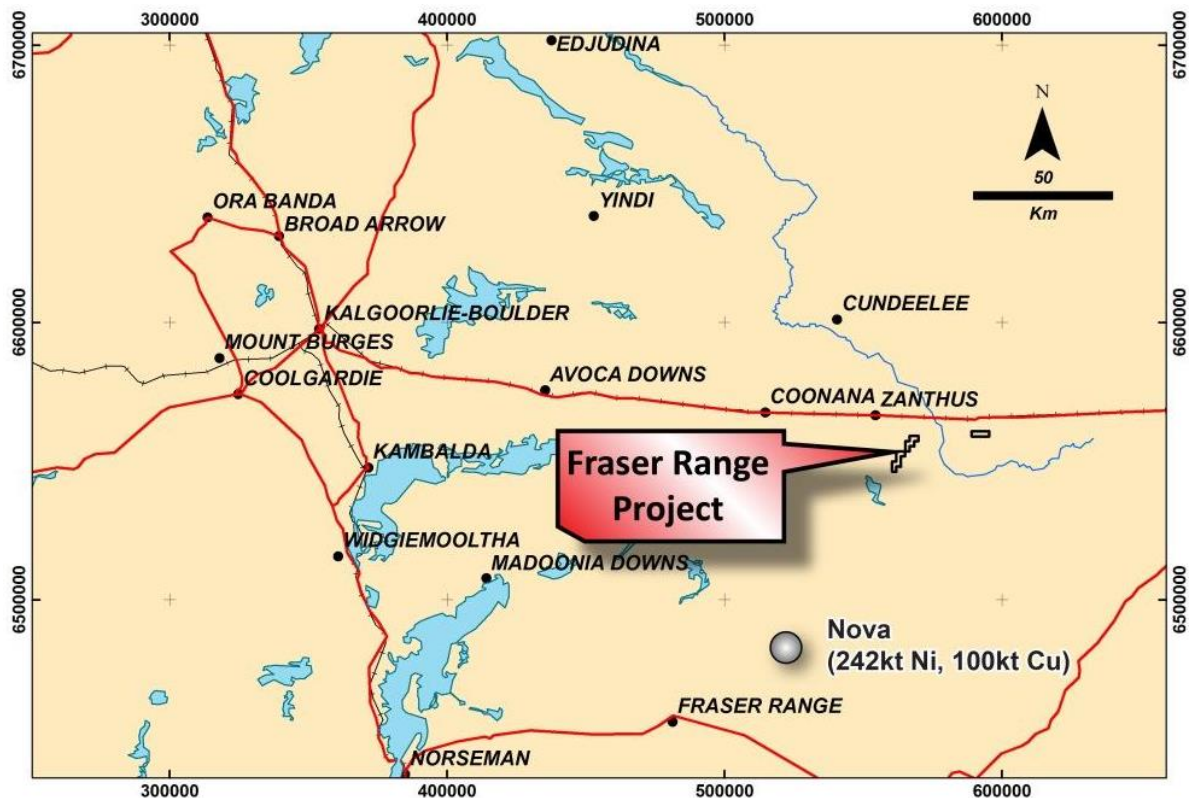 300000 400000 500000 600000
6700000 6700000
EDJUDINA
N
50
Km
ORA BANDA
YINDI
BROAD ARROW
KALGOORLIE-BOULDER
CUNDEELEE
6600000 6600000
MOUNT BURGES
COOLGARDIE
AVOCA DOWNS
COONANA ZANTHUS
KAMBALDA
Fraser Range
Project
WIDGIEMOOLTHA
MADOONIA DOWNS
6500000 6500000
Nova
(242kt Ni, 100kt Cu)
FRASER RANGE
NORSEMAN
300000 400000 500000 600000